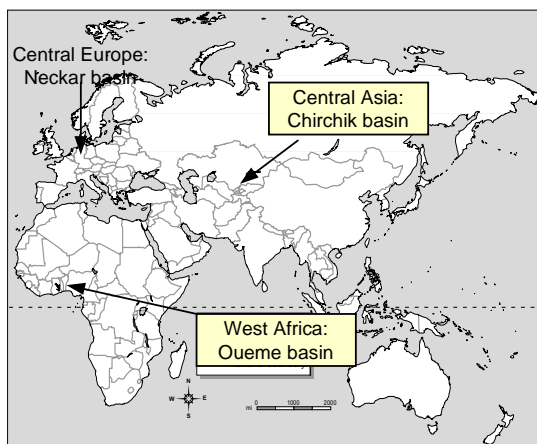 Central Europe:
Neckar basin
Central Asia:
Chirchik basin
West Africa:
Oueme basin
N
W E
S
mi 0 1000 2000